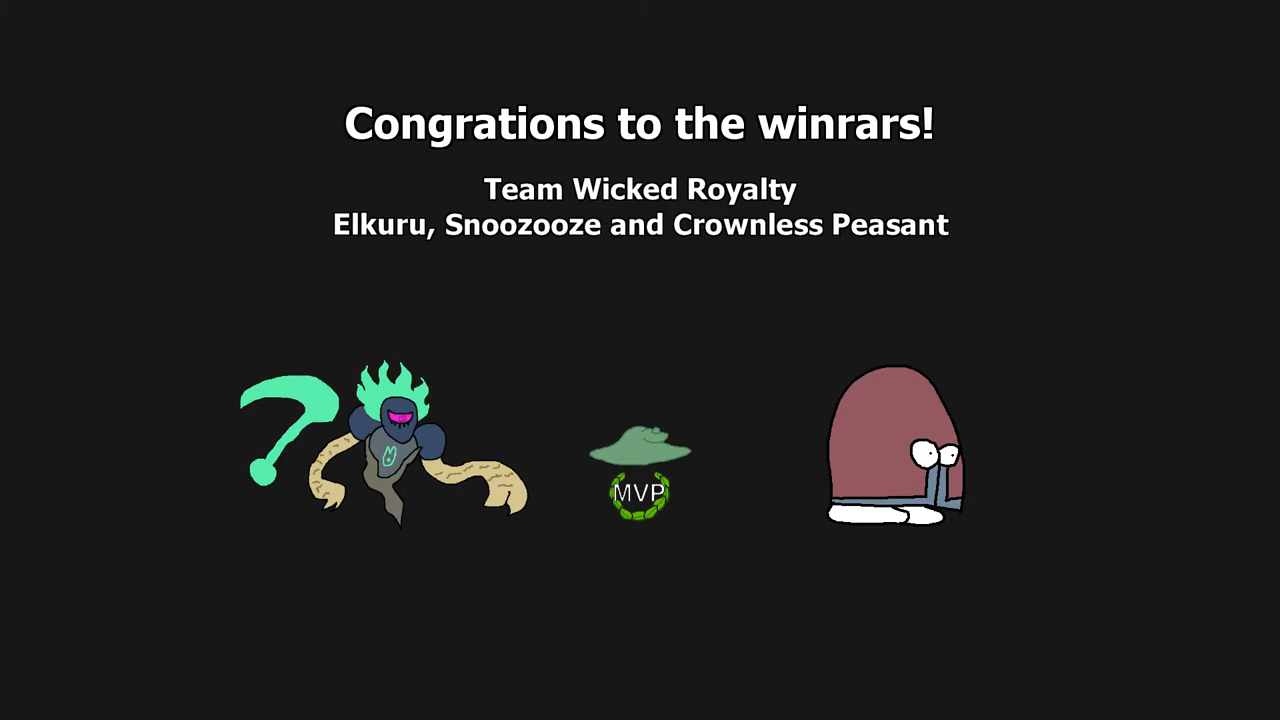 Congrations to the winrars!
Team Wicked Royalty
Elkuru, Snoozooze and Crownless Peasant
MVP